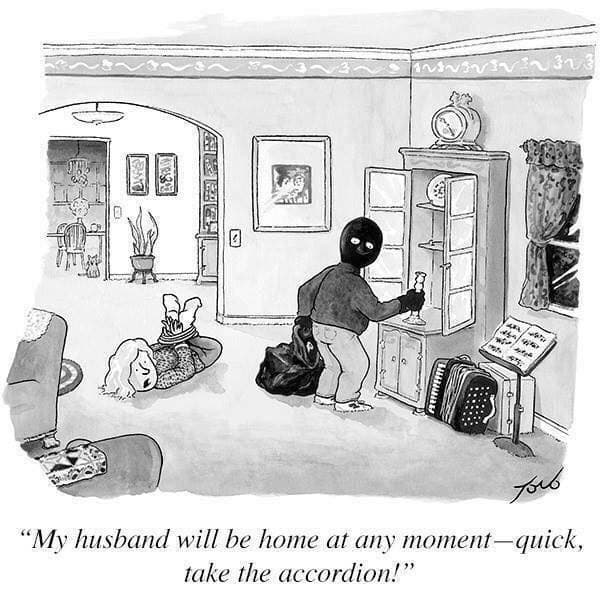 “My husband will be home at any moment—quick,
take the accordion!”